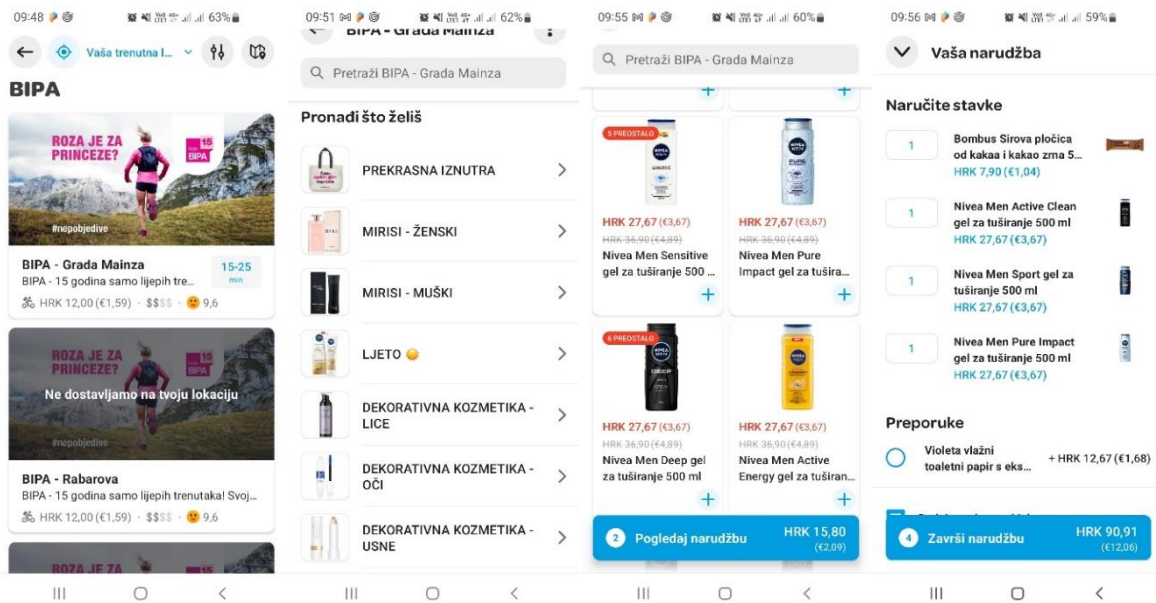 09:48
63%
Vaša trenutna l...
BIPA
ROZA JE ZA
PRINCEZE?
15
BIPA
#nepobjedive
BIPA - Grada Mainza
15-25
min
BIPA - 15 godina samo lijepih tre...
HRK 12,00 (€1,59) · $$$$ · 9,6
ROZA JE ZA
PRINCEZE?
15
BIPA
Ne dostavljamo na tvoju lokaciju
#nepobjedive
BIPA - Rabarova
BIPA - 15 godina samo lijepih trenutaka! Svoj...
HRK 12,00 (€1,59) · $$$$ · 9,6
ROZA JE ZA
15
09:51
62%
BIPA - Grada Mainza
Pretraži BIPA - Grada Mainza
Pronađi što želiš
PREKRASNA IZNUTRA
MIRISI - ŽENSKI
MIRISI - MUŠKI
LJETO
DEKORATIVNA KOZMETIKA -
LICE
DEKORATIVNA KOZMETIKA -
OČI
DEKORATIVNA KOZMETIKA -
USNE
09:55
60%
Pretraži BIPA - Grada Mainza
5 PREOSTALO
NIVEA
MEN
SENSITIVE
HRK 27,67 (€3,67)
HRK 36,90 (€4,89)
Nivea Men Sensitive
gel za tuširanje 500 ...
NIVEA
MEN
PURE
IMPACT
HRK 27,67 (€3,67)
HRK 36,90 (€4,89)
Nivea Men Pure
Impact gel za tušira...
6 PREOSTALO
NIVEA
MEN
DEEP
HRK 27,67 (€3,67)
HRK 36,90 (€4,89)
Nivea Men Deep gel
za tuširanje 500 ml
NIVEA
MEN
HRK 27,67 (€3,67)
HRK 36,90 (€4,89)
Nivea Men Active
Energy gel za tuširan...
2 Pogledaj narudžbu HRK 15,80
(€2,09)
09:56
59%
Vaša narudžba
Naručite stavke
1
Bombus Sirova pločica
od kakaa i kakao zrna 5...
HRK 7,90 (€1,04)
1
Nivea Men Active Clean
gel za tuširanje 500 ml
HRK 27,67 (€3,67)
1
Nivea Men Sport gel za
tuširanje 500 ml
HRK 27,67 (€3,67)
1
Nivea Men Pure Impact
gel za tuširanje 500 ml
HRK 27,67 (€3,67)
Preporuke
Violeta vlažni
toaletni papir s eks...
+ HRK 12,67 (€1,68)
4 Završi narudžbu HRK 90,91
(€12,06)